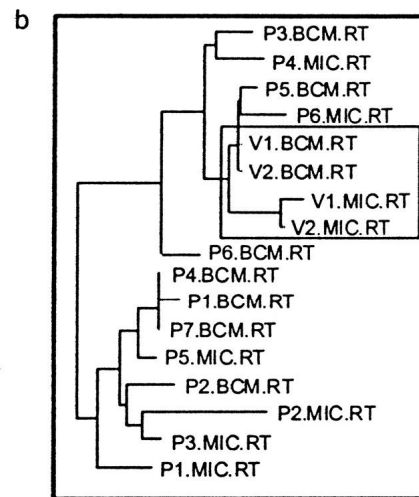 b
P3.BCM.RT
P4.MIC.RT
P5.BCM.RT
P6.MIC.RT
V1.BCM.RT
V2.BCM.RT
V1.MIC.RT
V2.MIC.RT
P6.BCM.RT
P4.BCM.RT
P1.BCM.RT
P7.BCM.RT
P5.MIC.RT
P2.BCM.RT
P2.MIC.RT
P3.MIC.RT
P1.MIC.RT